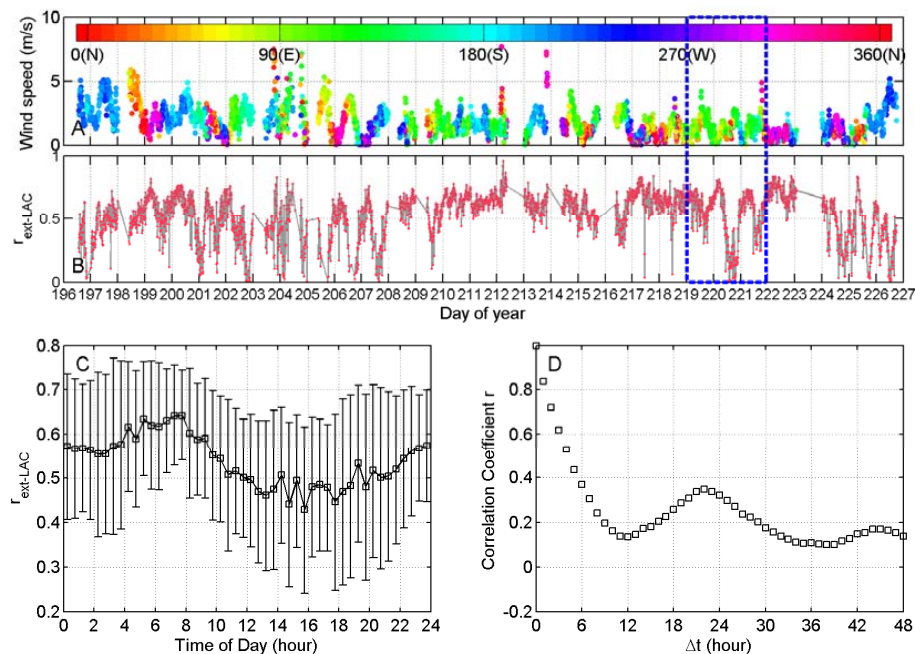 10
Wind speed (m/s)
0(N) 90(E) 180(S) 270(W) 360(N)
5
A
0
1
r_ext-LAC
0.5
B
0
196 197 198 199 200 201 202 203 204 205 206 207 208 209 210 211 212 213 214 215 216 217 218 219 220 221 222 223 224 225 226 227
Day of year
0.8
C
0.7
0.6
r_ext-LAC
0.5
0.4
0.3
0.2
0 2 4 6 8 10 12 14 16 18 20 22 24
Time of Day (hour)
D
0.8
0.6
Correlation Coefficient r
0.4
0.2
0
-0.2
0 6 12 18 24 30 36 42 48
Δt (hour)